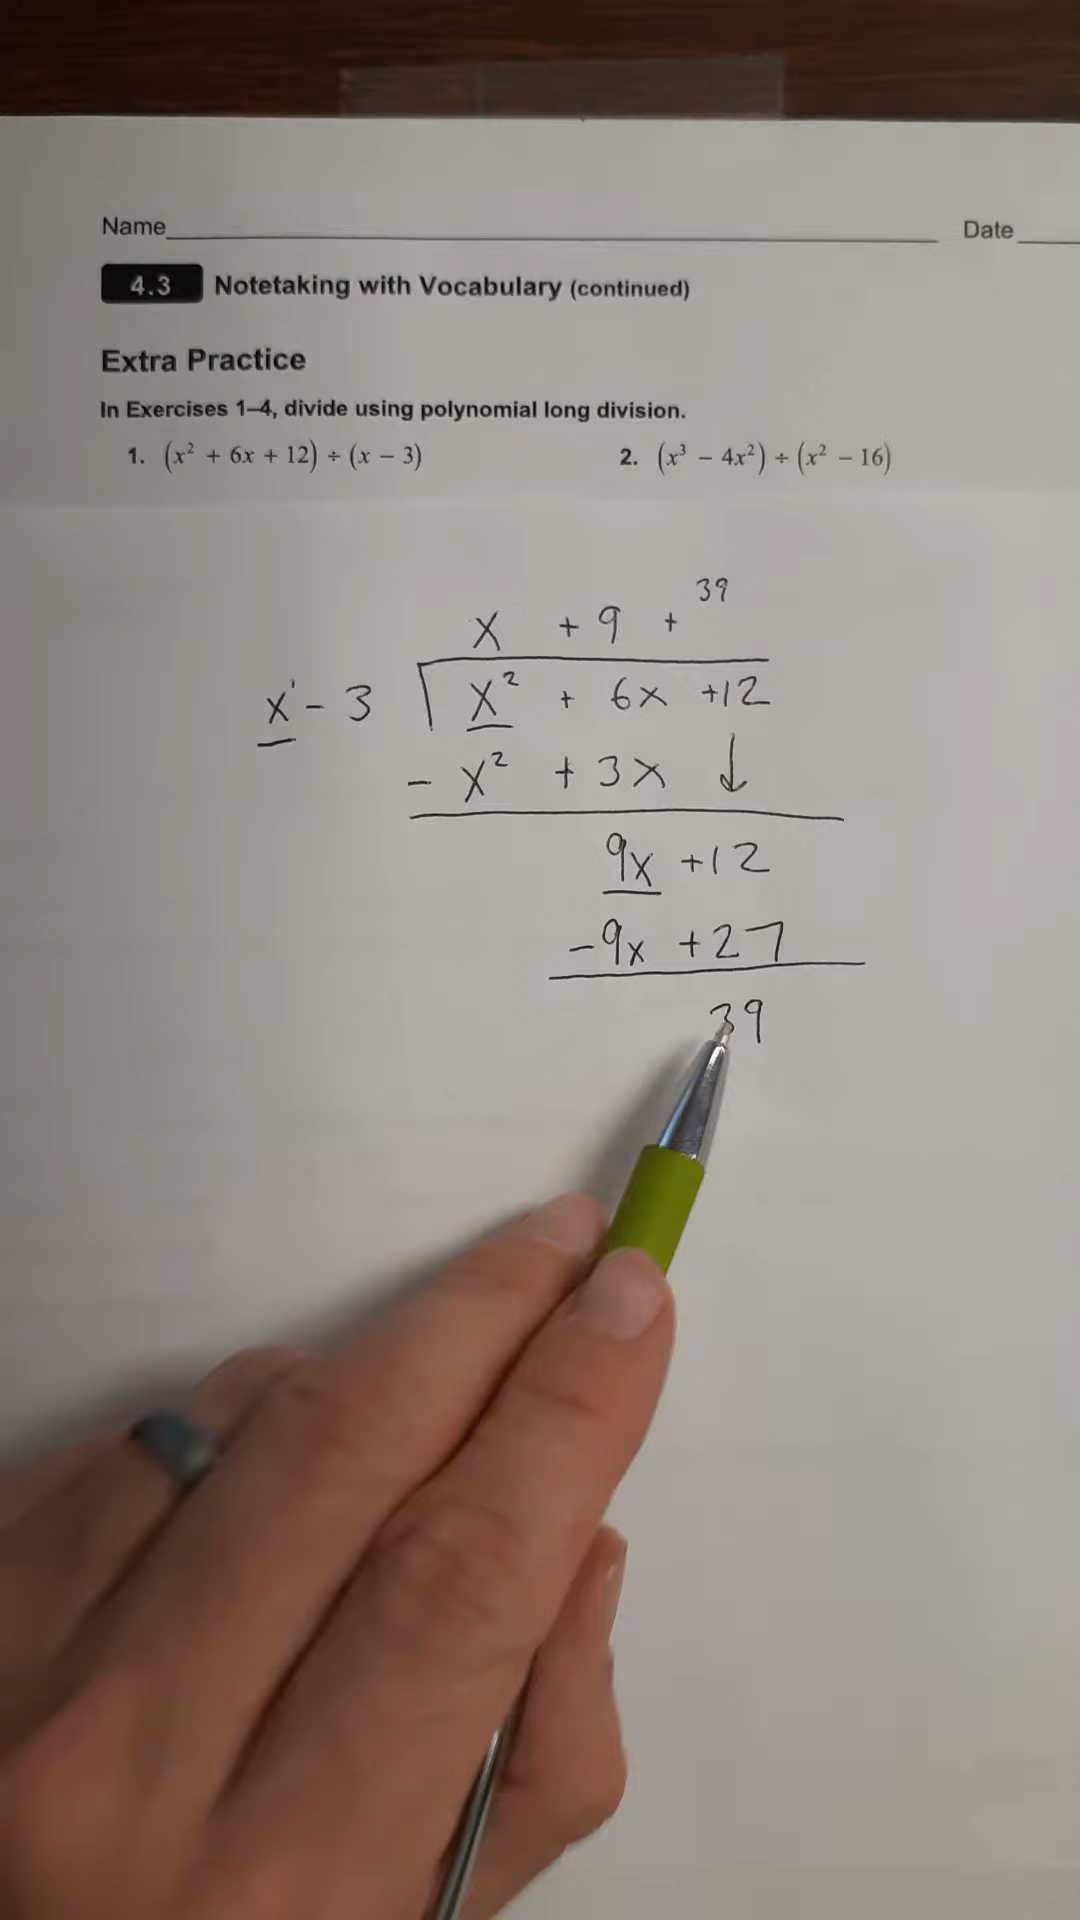 Name
Date
4.3 Notetaking with Vocabulary (continued)
Extra Practice
In Exercises 1–4, divide using polynomial long division.
1. (x² + 6x + 12) ÷ (x − 3)
2. (x³ − 4x²) ÷ (x² − 16)
39
x + 9 +
x - 3 x² + 6x +12
- x² + 3x ↓
9x +12
-9x +27
39